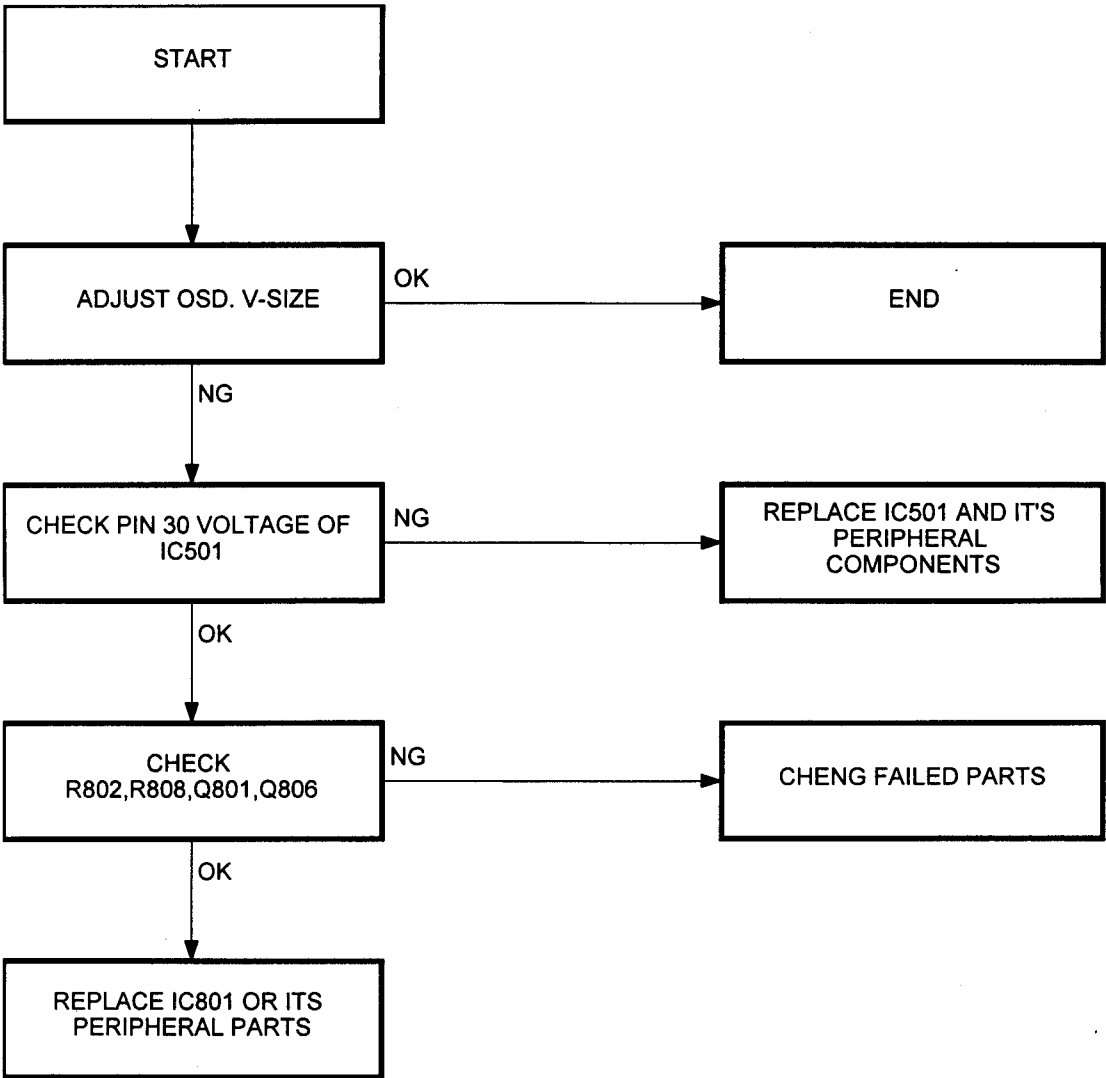 START
ADJUST OSD. V-SIZE
OK
END
NG
CHECK PIN 30 VOLTAGE OF
IC501
NG
REPLACE IC501 AND IT'S
PERIPHERAL
COMPONENTS
OK
CHECK
R802,R808,Q801,Q806
NG
CHENG FAILED PARTS
OK
REPLACE IC801 OR ITS
PERIPHERAL PARTS